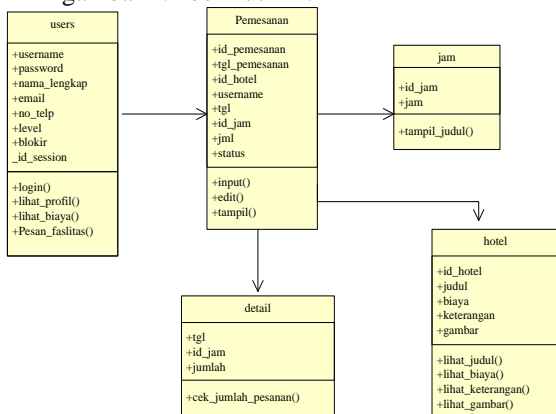 users
+username
+password
+nama_lengkap
+email
+no_telp
+level
+blokir
_id_session
+login()
+lihat_profil()
+lihat_biaya()
+Pesan_faslitas()
Pemesanan
+id_pemesanan
+tgl_pemesanan
+id_hotel
+username
+tgl
+id_jam
+jml
+status
+input()
+edit()
+tampil()
jam
+id_jam
+jam
+tampil_judul()
detail
+tgl
+id_jam
+jumlah
+cek_jumlah_pesanan()
hotel
+id_hotel
+judul
+biaya
+keterangan
+gambar
+lihat_judul()
+lihat_biaya()
+lihat_keterangan()
+lihat_gambar()